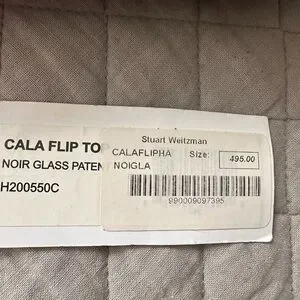 CALA FLIP TO
NOIR GLASS PATEN
H200550C
Stuart Weitzman
CALAFLIPHA Size: 495.00
NOIGLA
990009097395